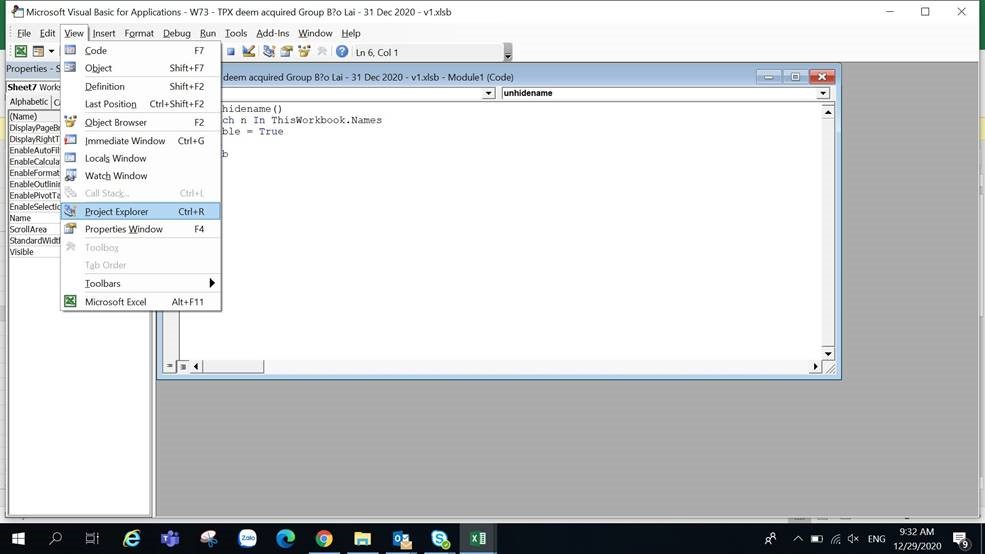 Microsoft Visual Basic for Applications - W73 - TPX deem acquired Group B?o Lai - 31 Dec 2020 - v1.xlsb
File Edit View Insert Format Debug Run Tools Add-Ins Window Help
Ln 6, Col 1
Properties - S
Sheet7 Works
Alphabetic
(Name)
DisplayPageBr
DisplayRightT
EnableAutoFil
EnableCalcula
EnableFormat
EnableOutlinin
EnablePivotTa
EnableSelectio
Name
ScrollArea
StandardWidth
Visible
Code F7
Object Shift+F7
Definition Shift+F2
Last Position Ctrl+Shift+F2
Object Browser F2
Immediate Window Ctrl+G
Locals Window
Watch Window
Call Stack... Ctrl+L
Project Explorer Ctrl+R
Properties Window F4
Toolbox
Tab Order
Toolbars
Microsoft Excel Alt+F11
deem acquired Group B?o Lai - 31 Dec 2020 - v1.xlsb - Module1 (Code)
unhidename
hidename()
ch n In ThisWorkbook.Names
ble = True
b
Zalo
ENG
9:32 AM
12/29/2020
9